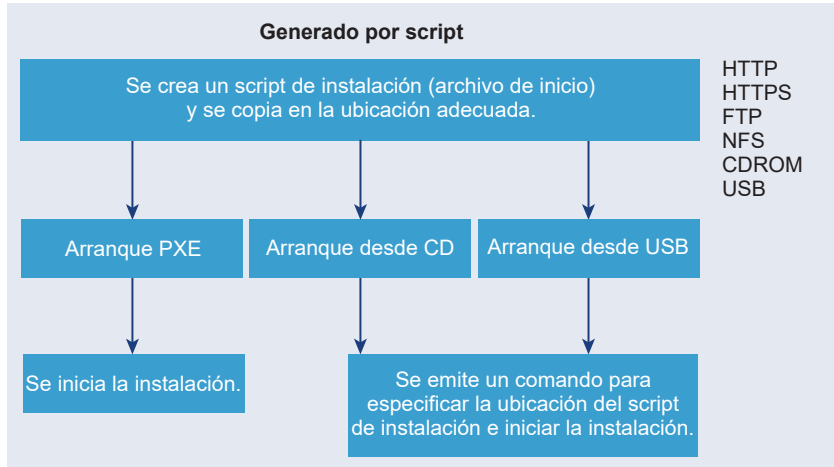 Generado por script
Se crea un script de instalación (archivo de inicio)
y se copia en la ubicación adecuada.
HTTP
HTTPS
FTP
NFS
CDROM
USB
Arranque PXE
Arranque desde CD
Arranque desde USB
Se inicia la instalación.
Se emite un comando para
especificar la ubicación del script
de instalación e iniciar la instalación.